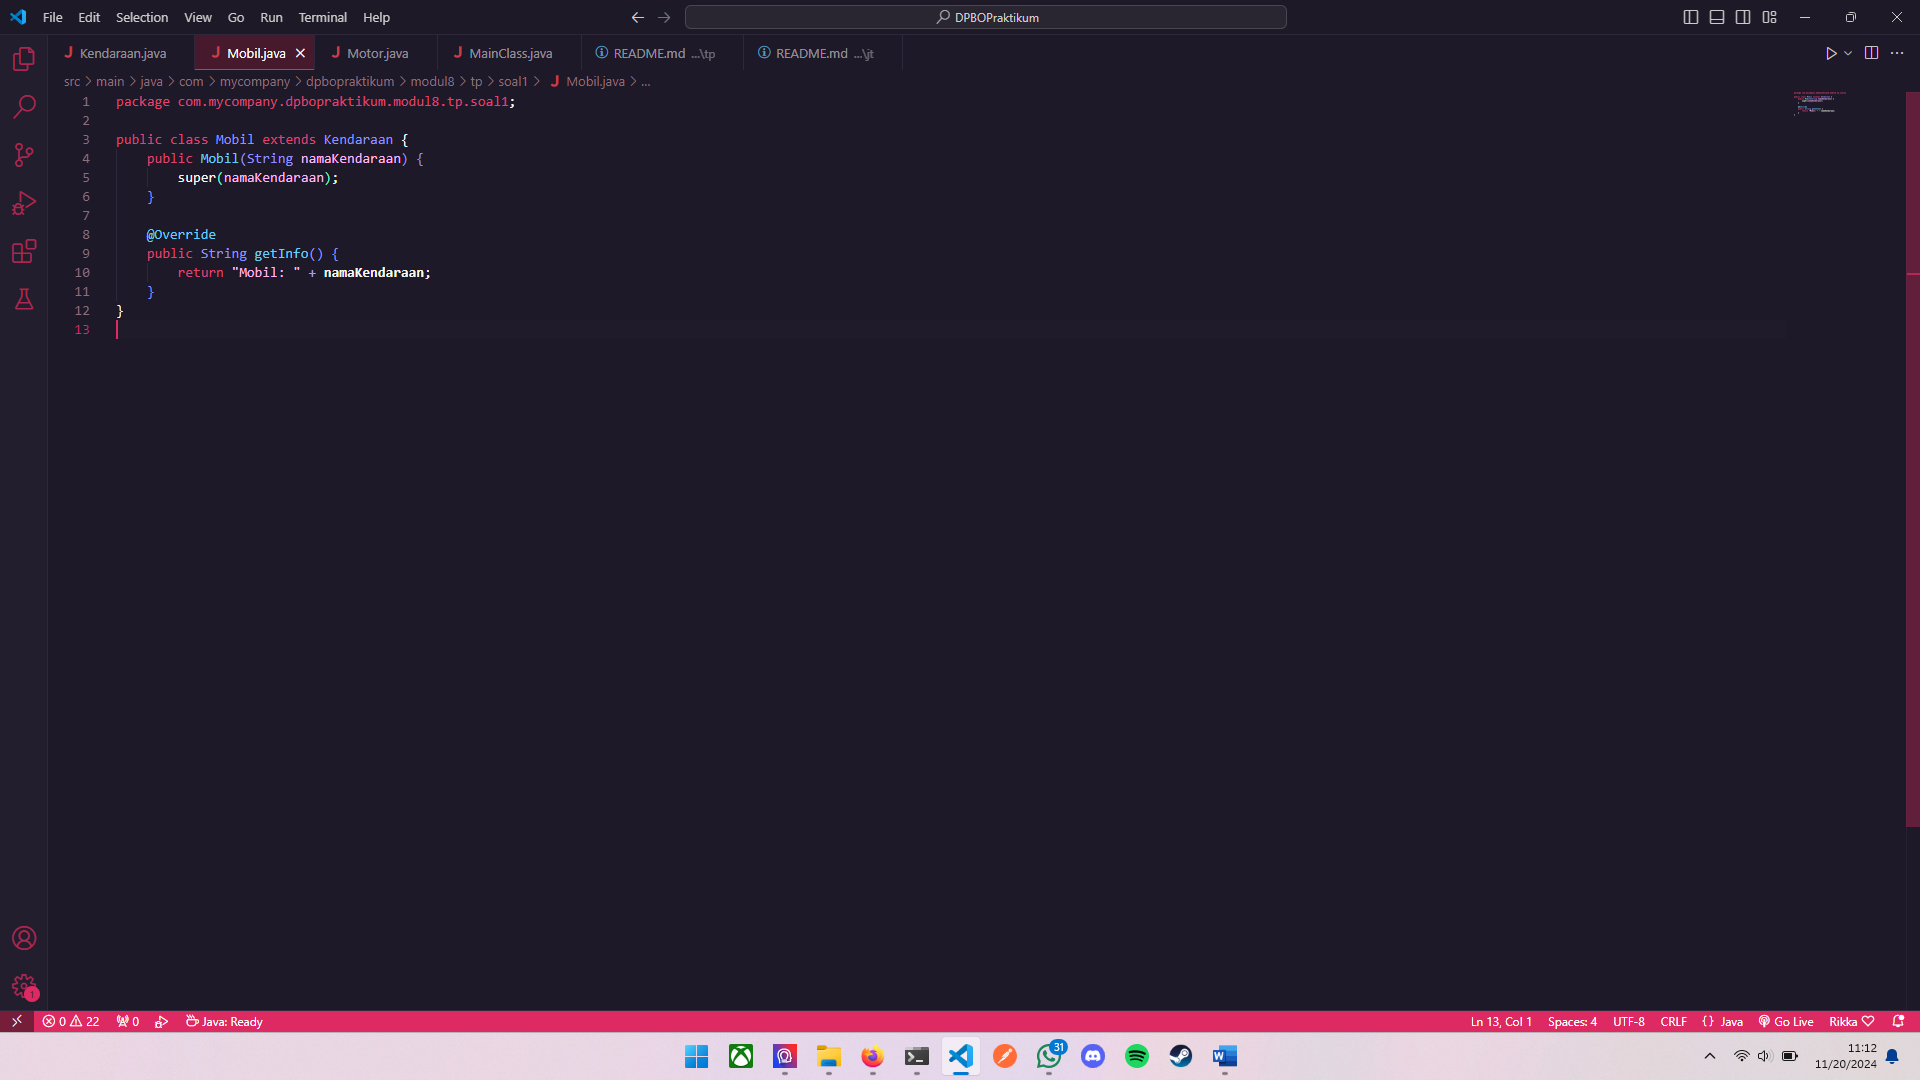 File Edit Selection View Go Run Terminal Help
DPBOPraktikum
Kendaraan.java Mobil.java Motor.java MainClass.java README.md ...\tp README.md ...\jt
src > main > java > com > mycompany > dpbopraktikum > modul8 > tp > soal1 > Mobil.java > ...
1 package com.mycompany.dpbopraktikum.modul8.tp.soal1;
2
3 public class Mobil extends Kendaraan {
4     public Mobil(String namaKendaraan) {
5         super(namaKendaraan);
6     }
7
8     @Override
9     public String getInfo() {
10         return "Mobil: " + namaKendaraan;
11     }
12 }
13
1
0 22 0 Java: Ready
Ln 13, Col 1 Spaces: 4 UTF-8 CRLF {} Java Go Live Rikka
31
11:12
11/20/2024